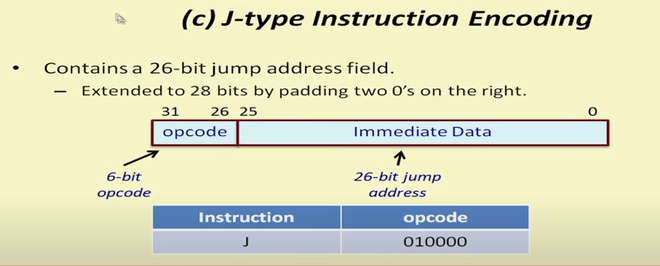 (c) J-type Instruction Encoding
• Contains a 26-bit jump address field.
– Extended to 28 bits by padding two 0's on the right.
31 26 25 0
opcode Immediate Data
6-bit opcode
26-bit jump address
Instruction opcode
J 010000